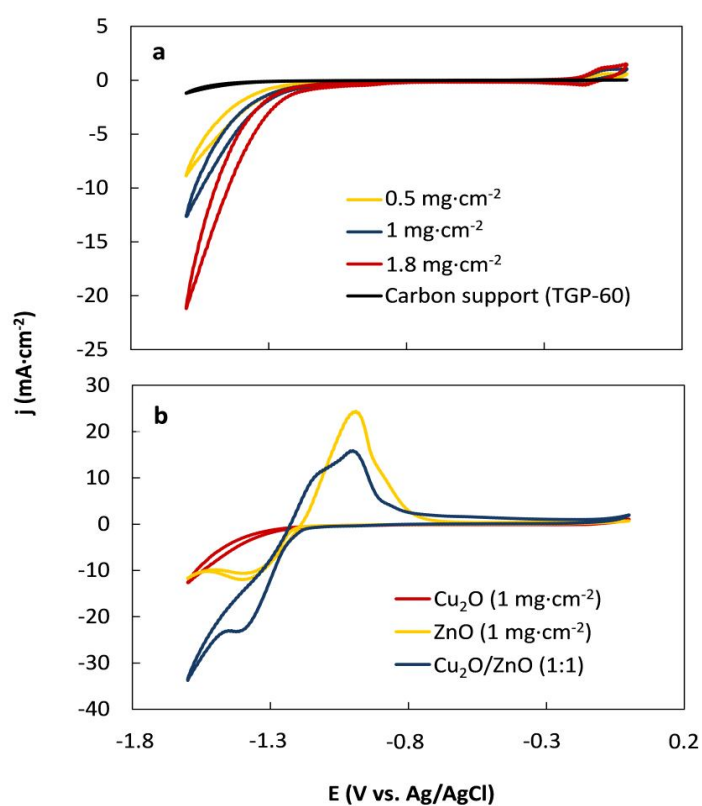 a
5
0
-5
-10
-15
-20
-25
0.5 mg·cm⁻²
1 mg·cm⁻²
1.8 mg·cm⁻²
Carbon support (TGP-60)
j (mA·cm⁻²)
b
30
20
10
0
-10
-20
-30
-40
Cu₂O (1 mg·cm⁻²)
ZnO (1 mg·cm⁻²)
Cu₂O/ZnO (1:1)
-1.8 -1.3 -0.8 -0.3 0.2
E (V vs. Ag/AgCl)